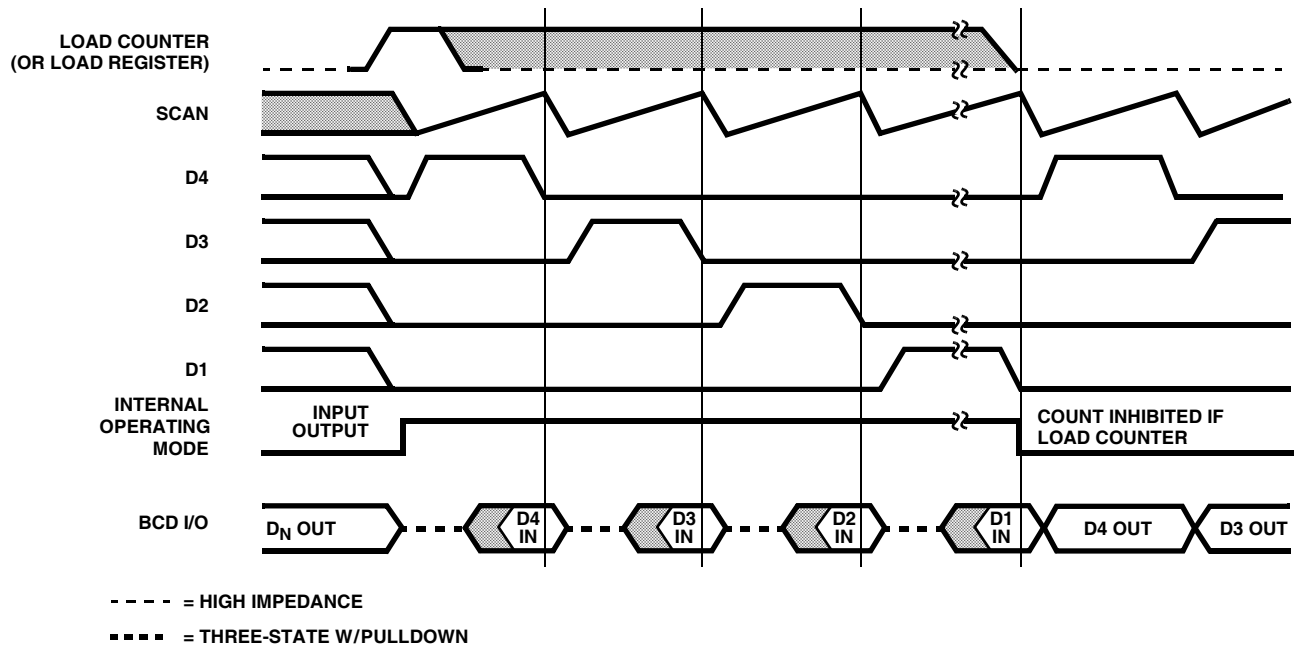 LOAD COUNTER
(OR LOAD REGISTER)
SCAN
D4
D3
D2
D1
INTERNAL
OPERATING
MODE
INPUT
OUTPUT
COUNT INHIBITED IF
LOAD COUNTER
BCD I/O
DN OUT
D4
IN
D3
IN
D2
IN
D1
IN
D4 OUT
D3 OUT
= HIGH IMPEDANCE
= THREE-STATE W/PULLDOWN